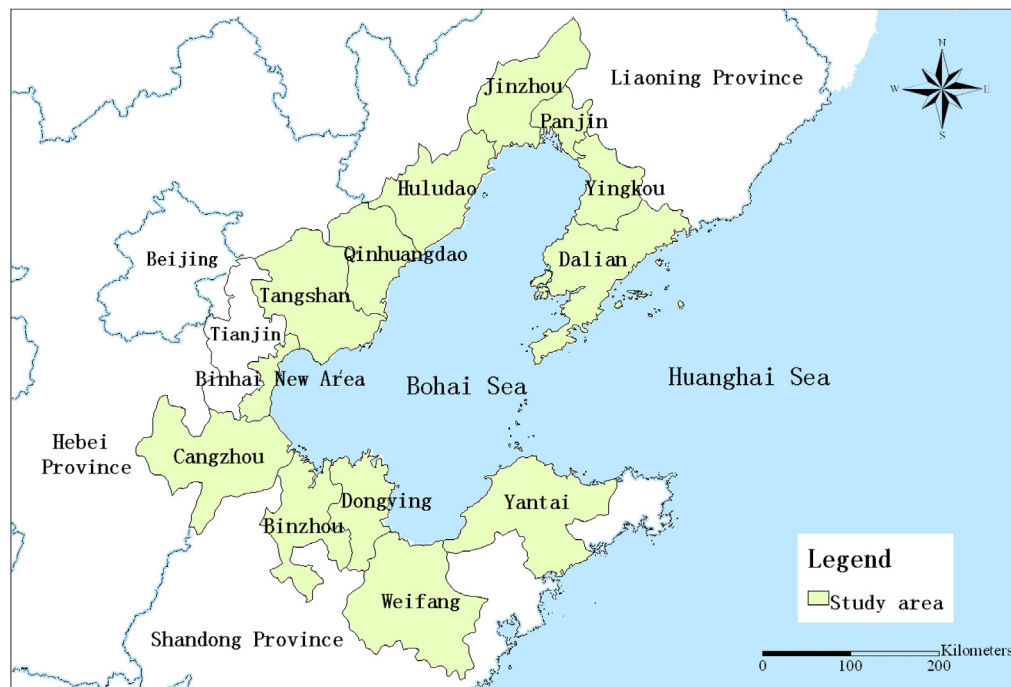 N
W
E
S
Liaoning Province
Jinzhou
Panjin
Huludao
Yingkou
Beijing
Qinhuangdao
Dalian
Tangshan
Tianjin
Binhai New Area
Bohai Sea
Huanghai Sea
Hebei
Province
Cangzhou
Binzhou
Dongying
Yantai
Weifang
Shandong Province
Legend
Study area
Kilometers
0 100 200